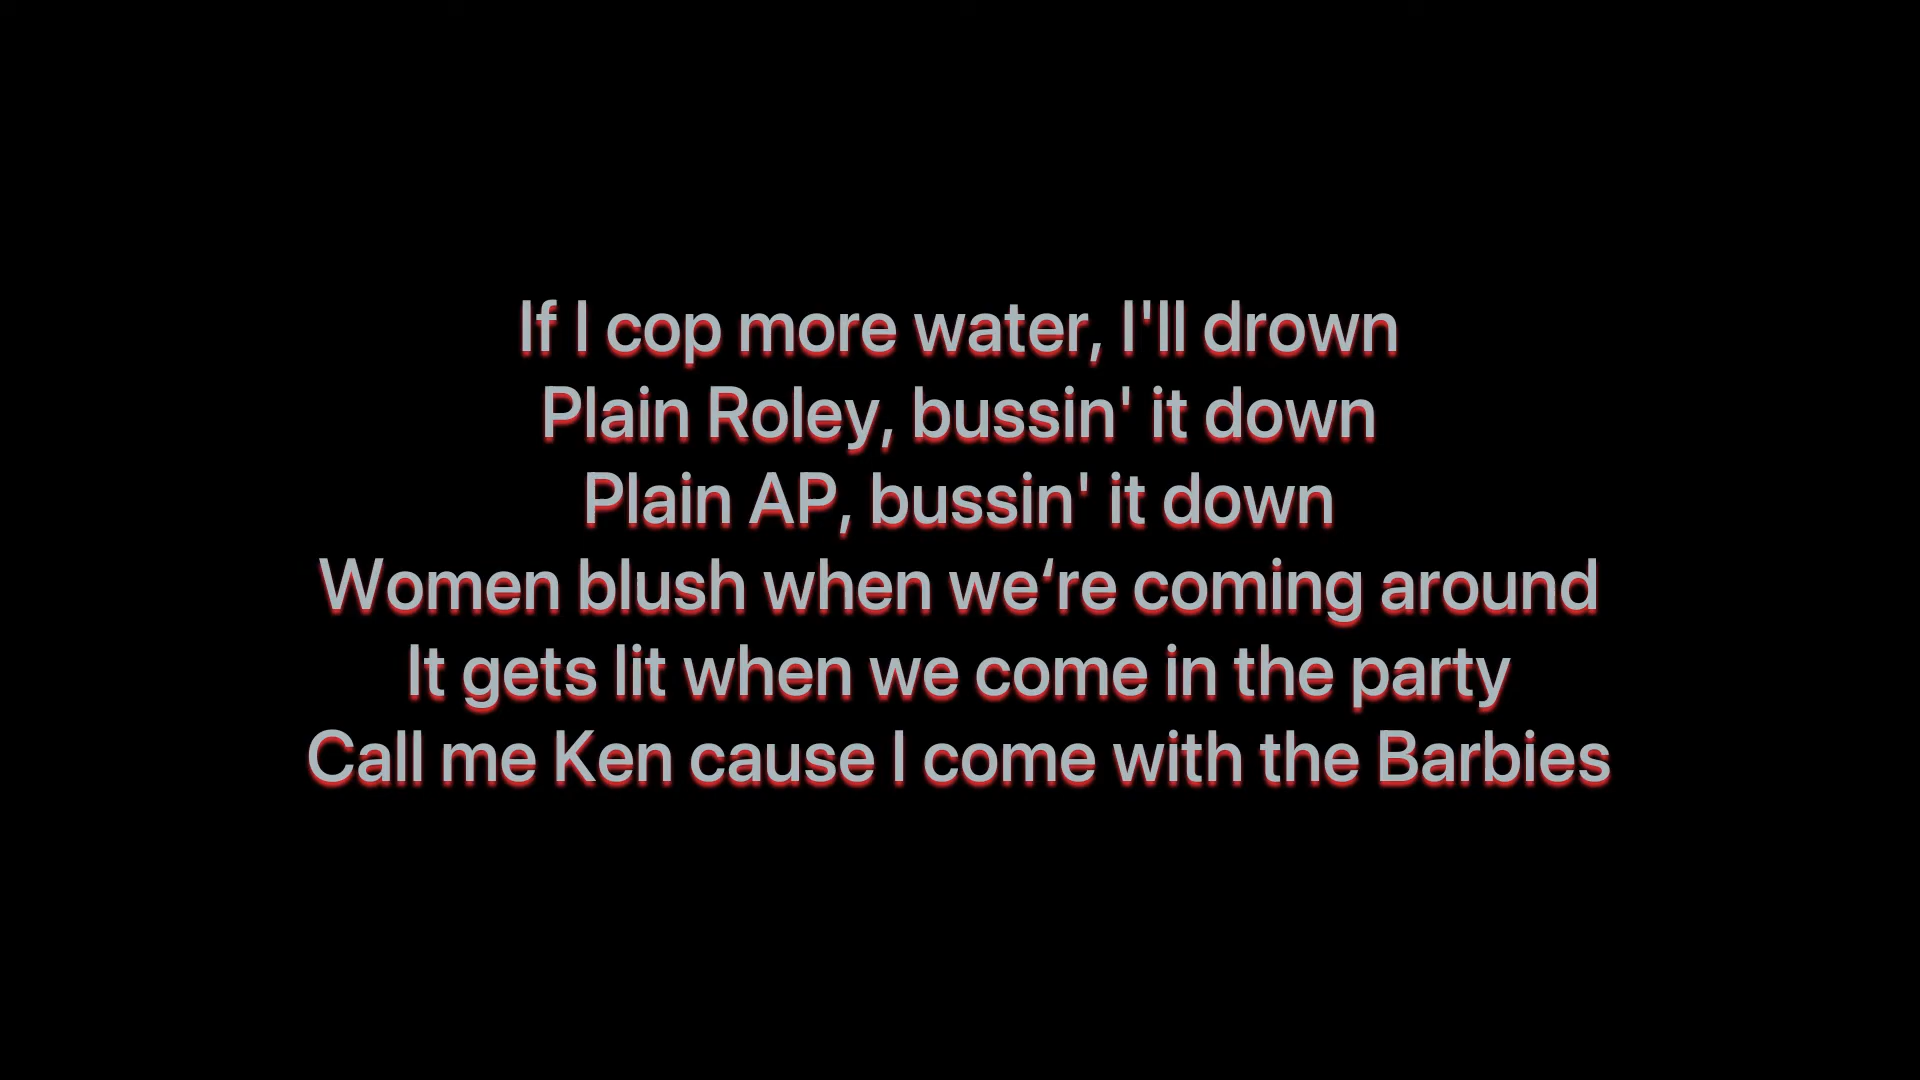 If I cop more water, I'll drown
Plain Roley, bussin' it down
Plain AP, bussin' it down
Women blush when we‘re coming around
It gets lit when we come in the party
Call me Ken cause I come with the Barbies